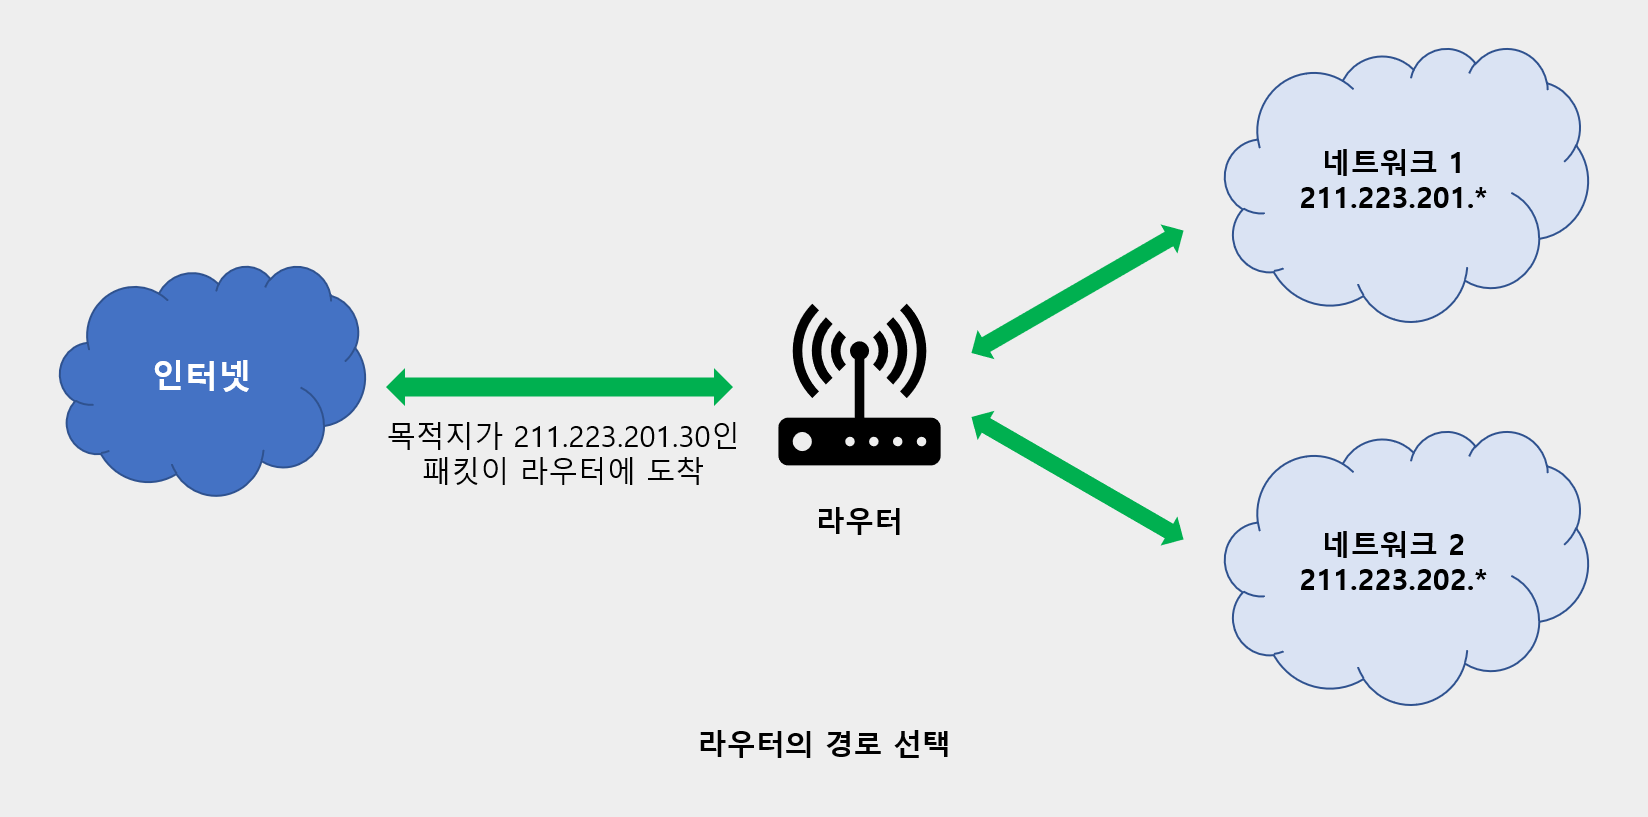 네트워크 1
211.223.201.*
인터넷
목적지가 211.223.201.30인
패킷이 라우터에 도착
라우터
네트워크 2
211.223.202.*
라우터의 경로 선택